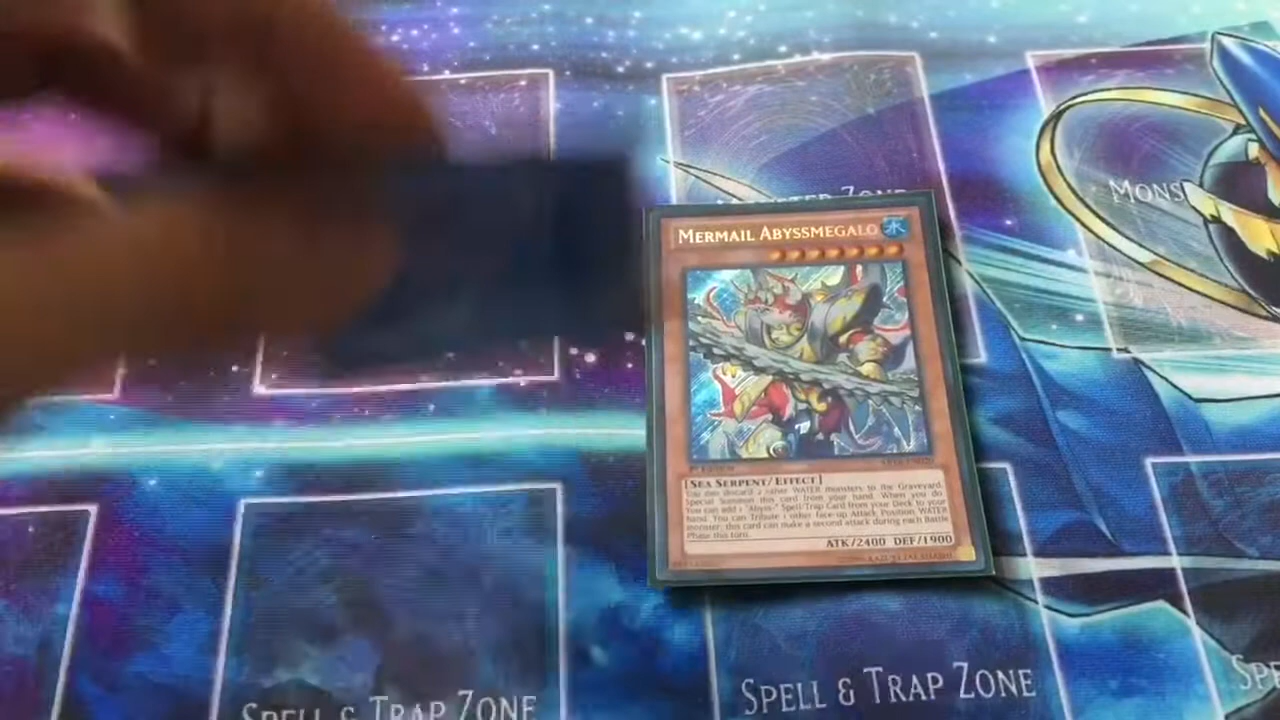 MONS
MERMAIL ABYSSMEGALO
[SEA SERPENT/EFFECT]
You can discard 2 other WATER monsters to the Graveyard;
Special Summon this card from your hand. When you do:
You can add 1 "Abyss-" Spell/Trap Card from your Deck to your
hand. You can Tribute 1 other face-up Attack Position WATER
monster; this card can make a second attack during each Battle
Phase this turn.
ATK/2400 DEF/1900
SPELL & TRAP ZONE
SPELL & TRAP ZONE